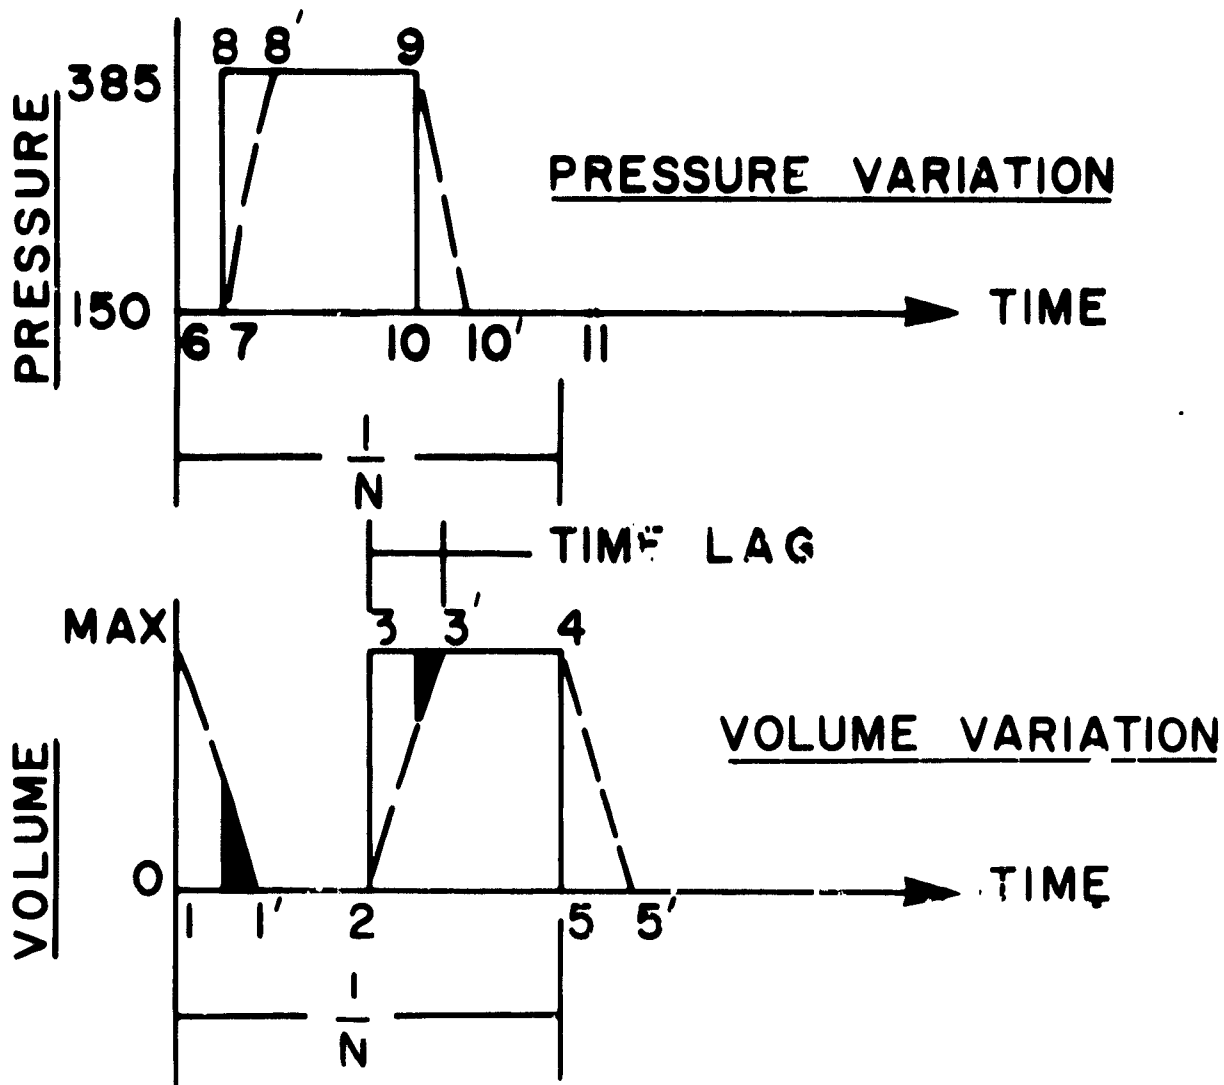 8 8′ 9
385
PRESSURE
PRESSURE VARIATION
150
TIME
6 7 10 10′ 11
1
N
TIME LAG
MAX
3 3′ 4
VOLUME
VOLUME VARIATION
0
TIME
1 1′ 2 5 5′
1
N